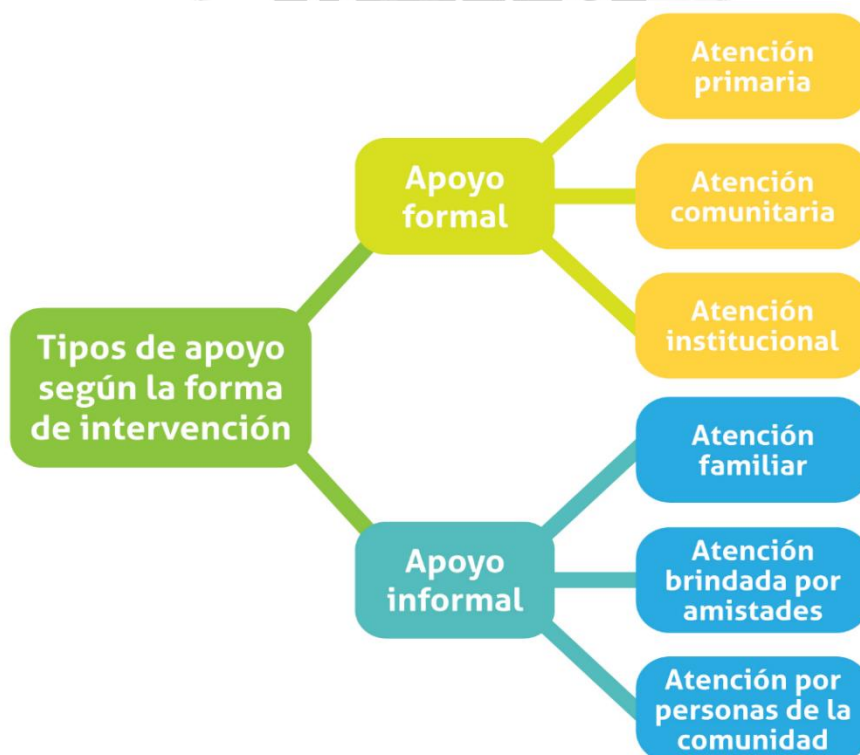 Tipos de apoyo
según la forma
de intervención
Apoyo
formal
Atención
primaria
Atención
comunitaria
Atención
institucional
Apoyo
informal
Atención
familiar
Atención
brindada por
amistades
Atención por
personas de la
comunidad